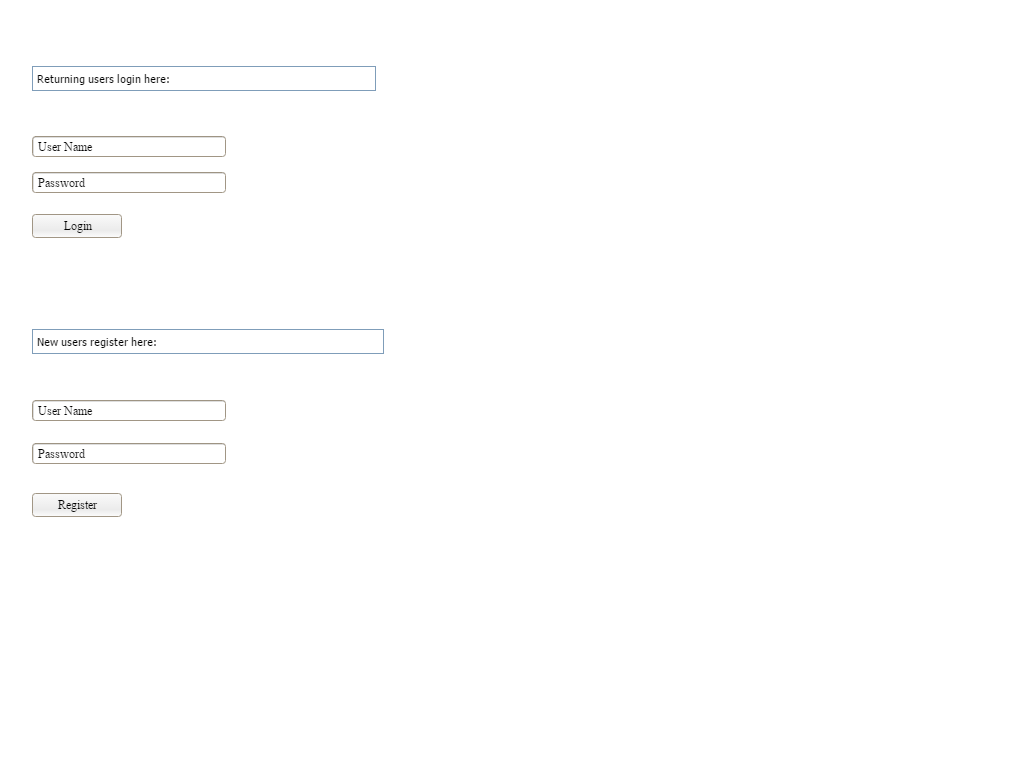 Returning users login here:
User Name
Password
Login
New users register here:
User Name
Password
Register